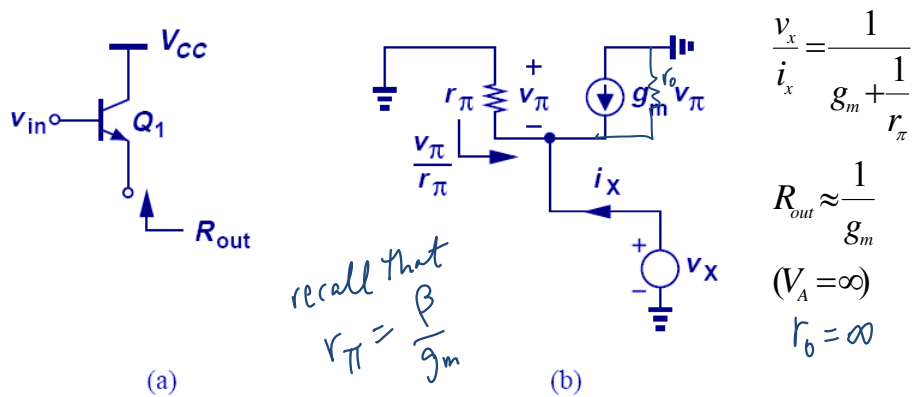 V_CC
v_in
Q_1
R_out
(a)
r_π
+
v_π
−
g_m v_π
r_o
v_π / r_π
i_X
+
−
v_X
(b)
recall that
r_π = β / g_m
v_x / i_x = 1 / (g_m + 1 / r_π)
R_out ≈ 1 / g_m
(V_A = ∞)
r_o = ∞